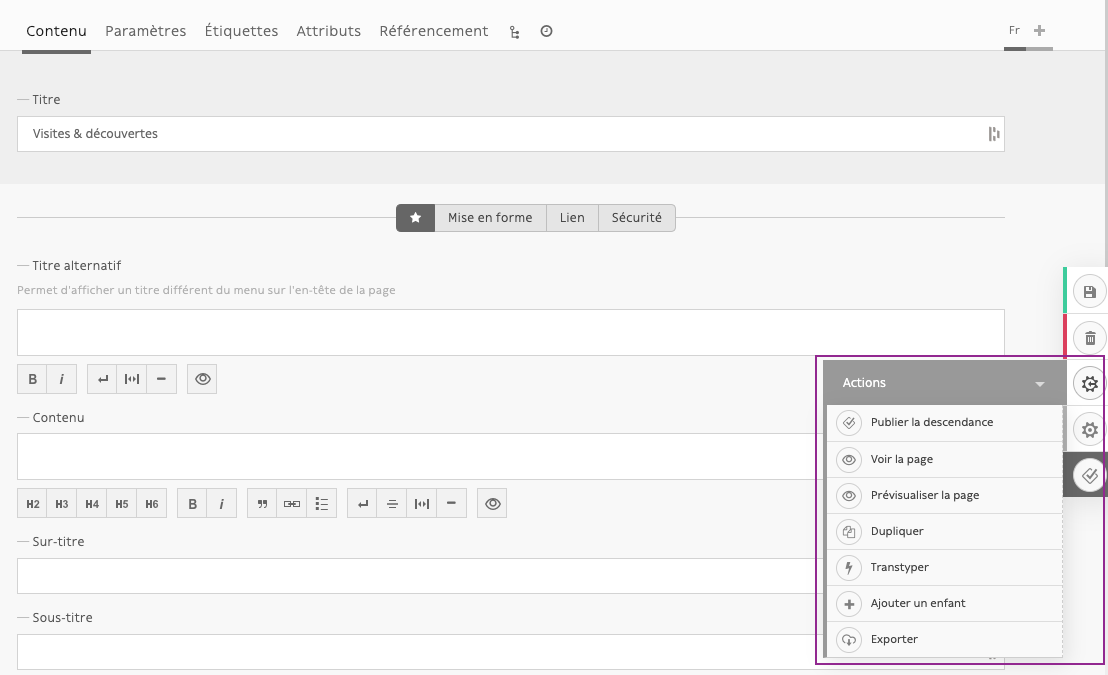 Contenu Paramètres Étiquettes Attributs Référencement Fr
Titre
Visites & découvertes
Mise en forme Lien Sécurité
Titre alternatif
Permet d'afficher un titre différent du menu sur l'en-tête de la page
B i
Actions
Contenu
Publier la descendance
Voir la page
Prévisualiser la page
H2 H3 H4 H5 H6 B i
Dupliquer
Sur-titre
Transtyper
Ajouter un enfant
Sous-titre
Exporter